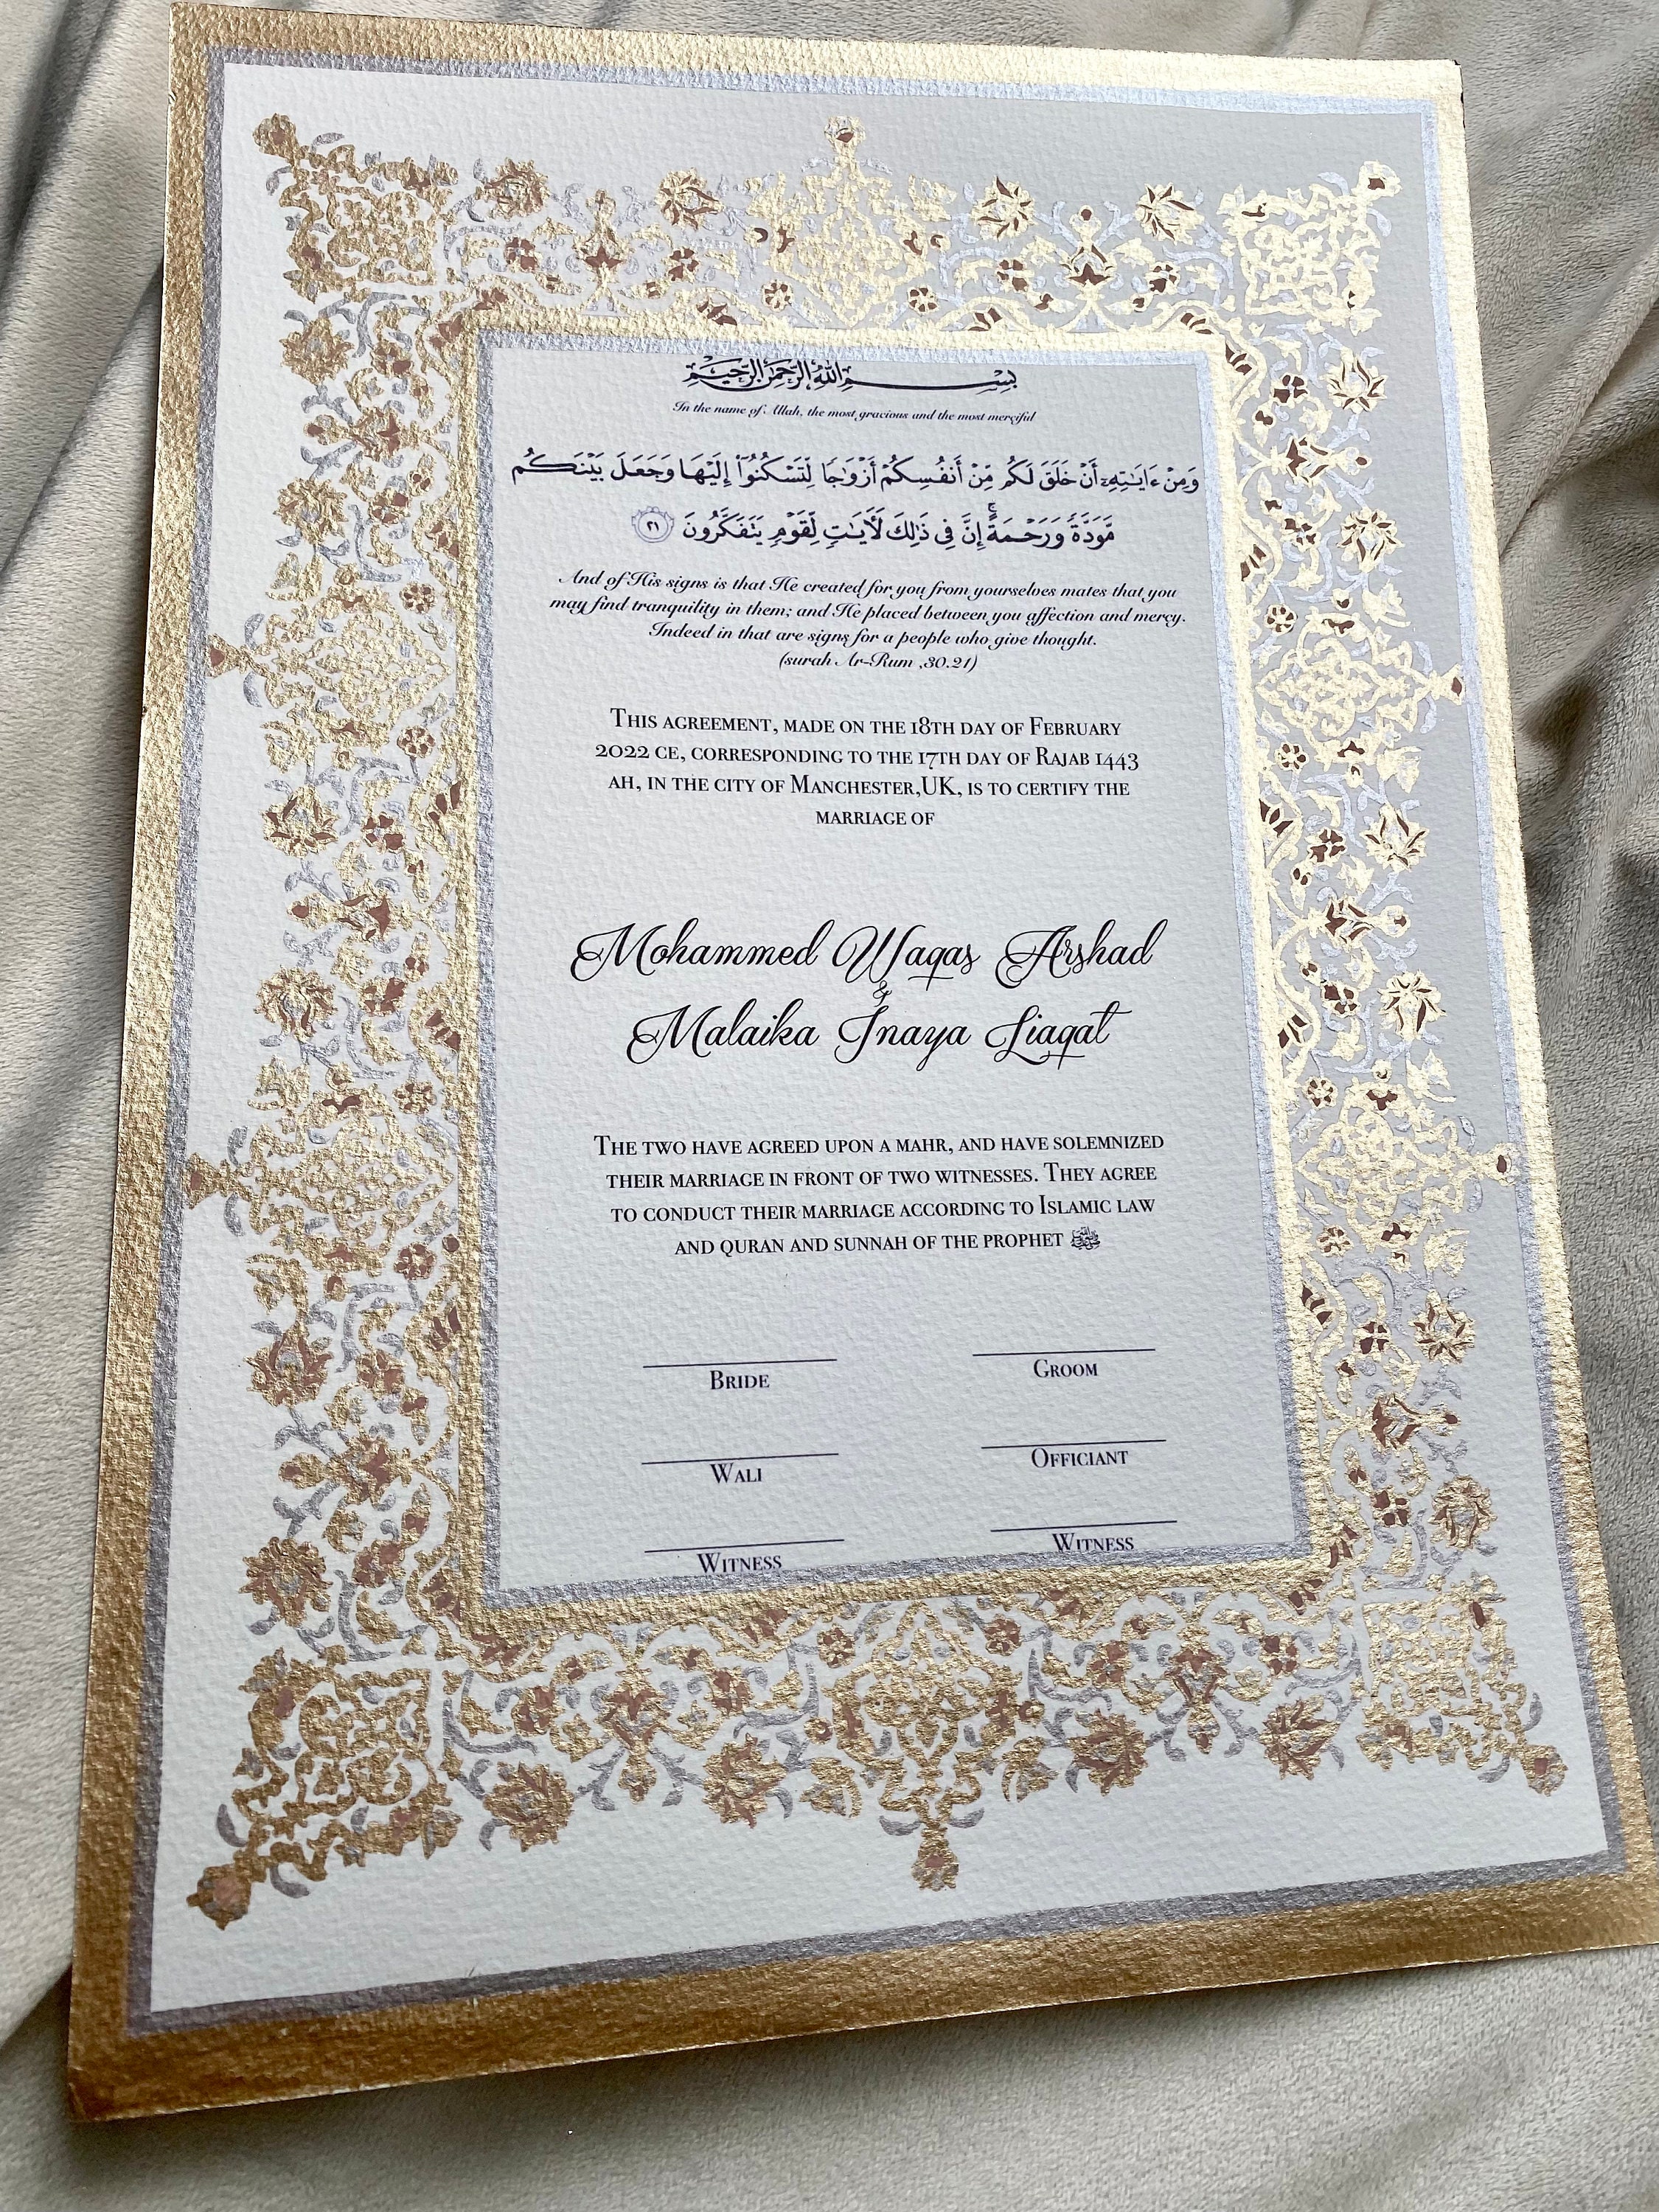 بسم الله الرحمن الرحيم
In the name of Allah, the most gracious and the most merciful
وَمِنْ ءَايَـٰتِهِۦٓ أَنْ خَلَقَ لَكُم مِّنْ أَنفُسِكُمْ أَزْوَٰجًا لِّتَسْكُنُوٓا۟ إِلَيْهَا وَجَعَلَ بَيْنَكُم
مَّوَدَّةً وَرَحْمَةً ۚ إِنَّ فِى ذَٰلِكَ لَـَٔايَـٰتٍ لِّقَوْمٍ يَتَفَكَّرُونَ ٢١
And of His signs is that He created for you from yourselves mates that you
may find tranquility in them; and He placed between you affection and mercy.
Indeed in that are signs for a people who give thought.
(surah Ar-Rum ,30.21)
This agreement, made on the 18th day of February
2022 CE, corresponding to the 17th day of Rajab 1443
AH, in the city of Manchester,UK, is to certify the
marriage of
Mohammed Waqas Arshad
&
Malaika Inaya Liaqat
The two have agreed upon a mahr, and have solemnized
their marriage in front of two witnesses. They agree
to conduct their marriage according to Islamic law
and Quran and Sunnah of the Prophet ﷺ
Bride Groom
Wali Officiant
Witness Witness